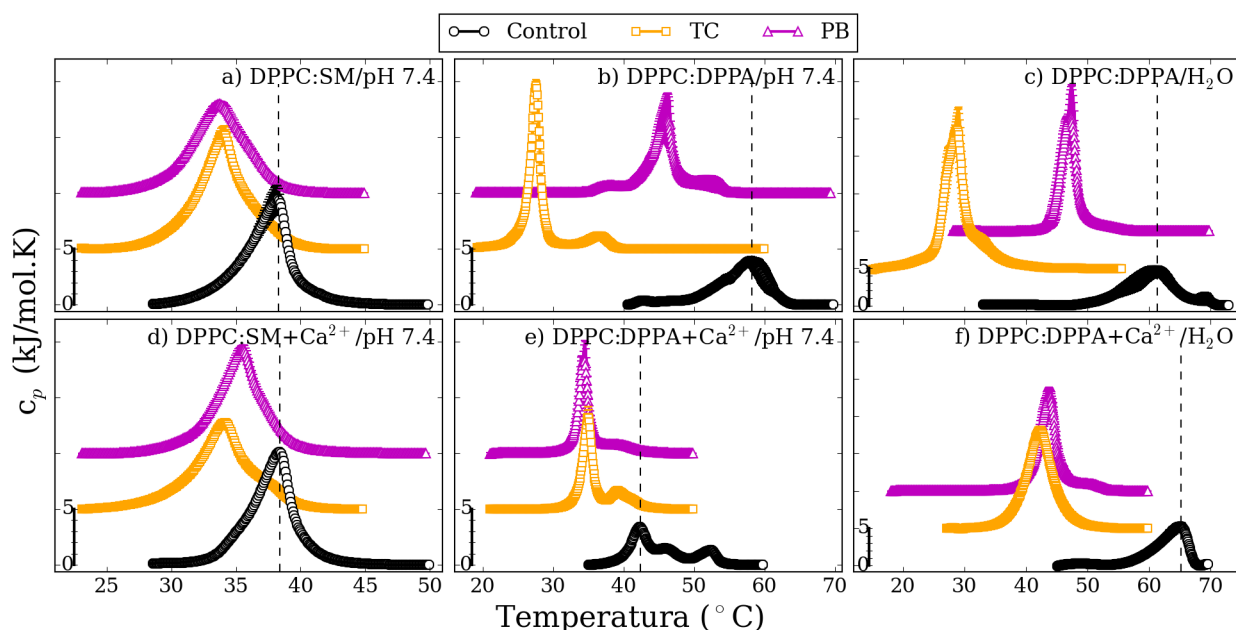 Control TC PB
a) DPPC:SM/pH 7.4
b) DPPC:DPPA/pH 7.4
c) DPPC:DPPA/H₂O
5
0
5
0
5
0
d) DPPC:SM+Ca²⁺/pH 7.4
e) DPPC:DPPA+Ca²⁺/pH 7.4
f) DPPC:DPPA+Ca²⁺/H₂O
5
0
5
0
5
0
25 30 35 40 45 50
20 30 40 50 60 70
20 30 40 50 60 70
cₚ (kJ/mol.K)
Temperatura (°C)